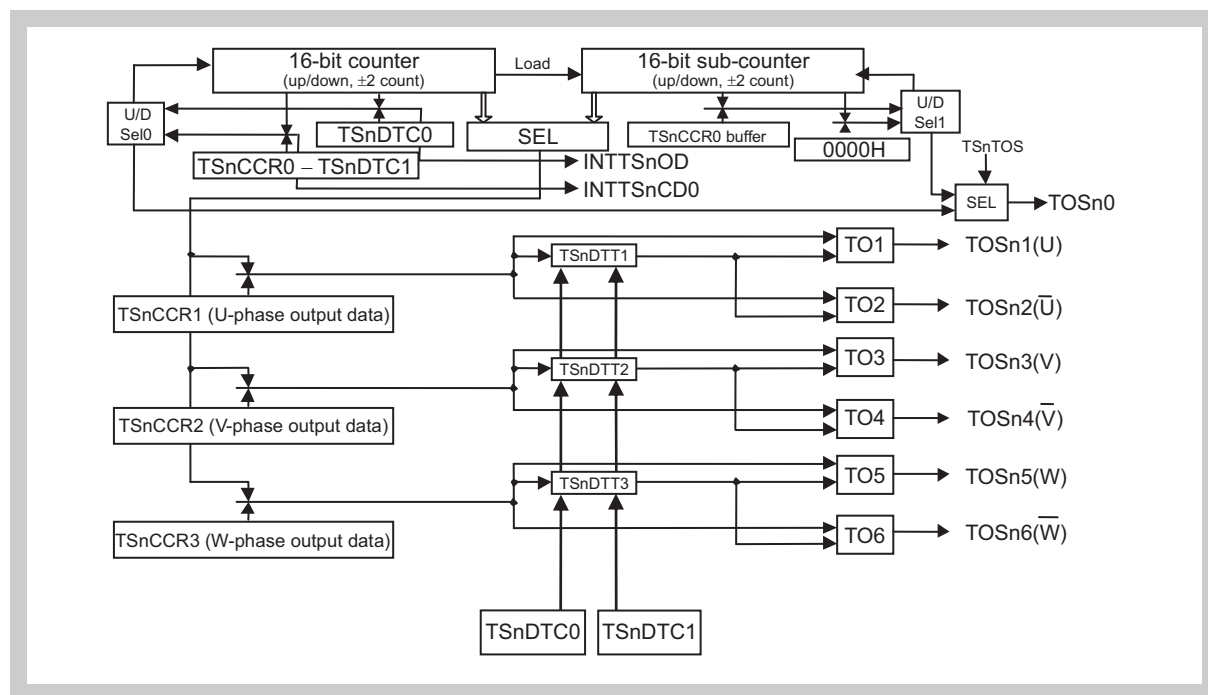 16-bit counter
(up/down, ±2 count)
Load
16-bit sub-counter
(up/down, ±2 count)
U/D
Sel0
U/D
Sel1
TSnDTC0
SEL
TSnCCR0 buffer
0000H
TSnTOS
TSnCCR0 – TSnDTC1
INTTSnOD
INTTSnCD0
SEL
TOSn0
TSnDTT1
TO1
TOSn1(U)
TSnCCR1 (U-phase output data)
TO2
TOSn2(U̅)
TSnDTT2
TO3
TOSn3(V)
TSnCCR2 (V-phase output data)
TO4
TOSn4(V̅)
TSnDTT3
TO5
TOSn5(W)
TSnCCR3 (W-phase output data)
TO6
TOSn6(W̅)
TSnDTC0
TSnDTC1